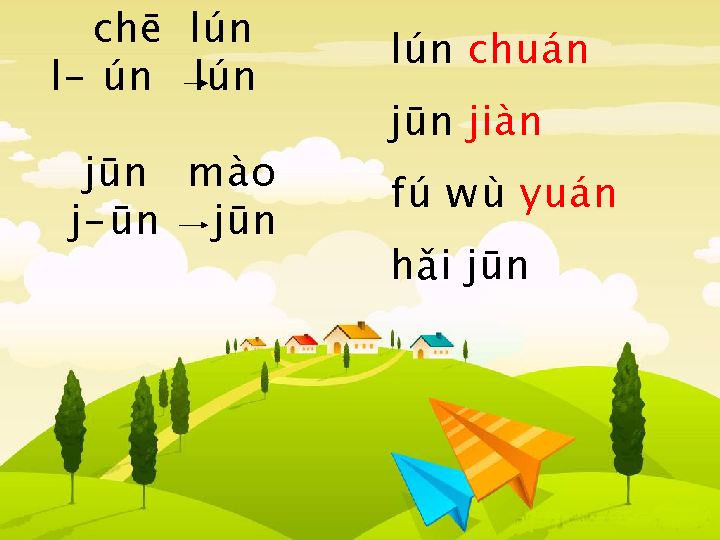 chē lún
l- ún → lún
jūn mào
j-ūn → jūn
lún chuán
jūn jiàn
fú wù yuán
hǎi jūn